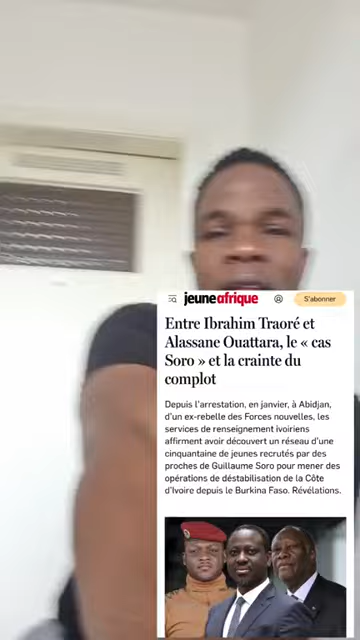 jeuneafrique
S'abonner
Entre Ibrahim Traoré et
Alassane Ouattara, le « cas
Soro » et la crainte du
complot
Depuis l'arrestation, en janvier, à Abidjan,
d'un ex-rebelle des Forces nouvelles, les
services de renseignement ivoiriens
affirment avoir découvert un réseau d'une
cinquantaine de jeunes recrutés par des
proches de Guillaume Soro pour mener des
opérations de déstabilisation de la Côte
d'Ivoire depuis le Burkina Faso. Révélations.